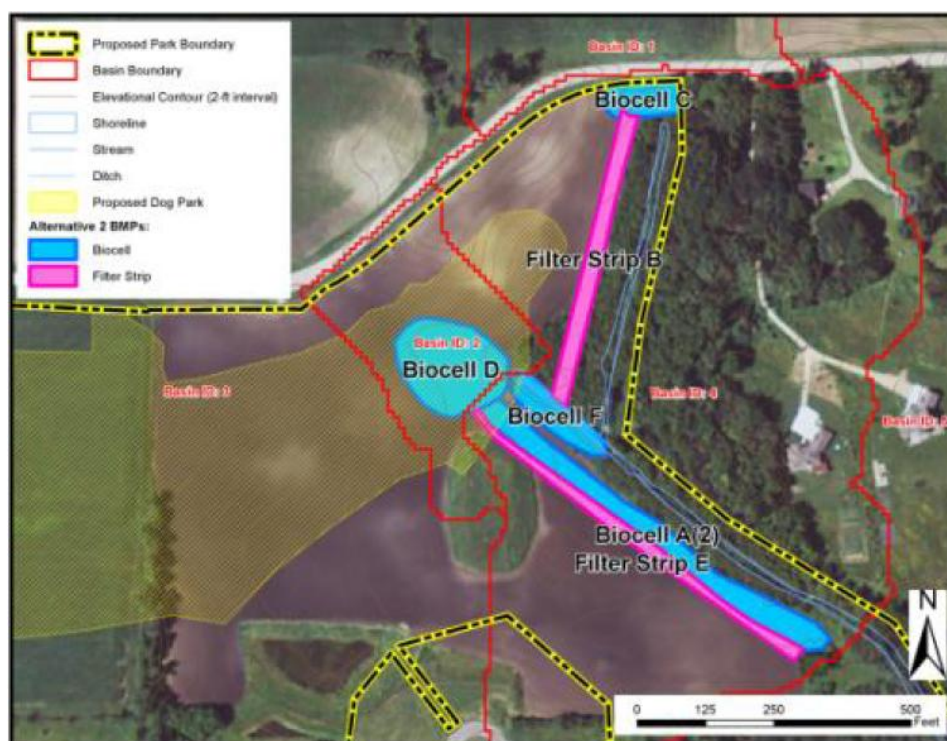 Proposed Park Boundary
Basin Boundary
Elevational Contour (2-ft interval)
Shoreline
Stream
Ditch
Proposed Dog Park
Alternative 2 BMPs:
Biocell
Filter Strip
Basin ID: 1
Biocell C
Filter Strip B
Basin ID: 2
Biocell D
Basin ID: 3
Basin ID: 4
Biocell F
Basin ID:
Biocell A(2)
Filter Strip E
N
0 125 250 500
Feet